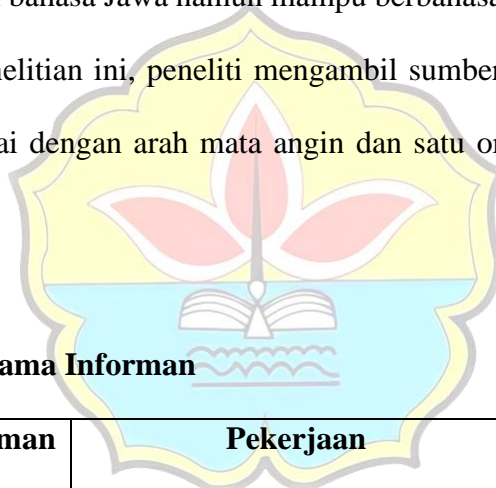 bahasa Jawa namun mampu berbahasa
elitian ini, peneliti mengambil sumber
ai dengan arah mata angin dan satu or
ama Informan
man Pekerjaan